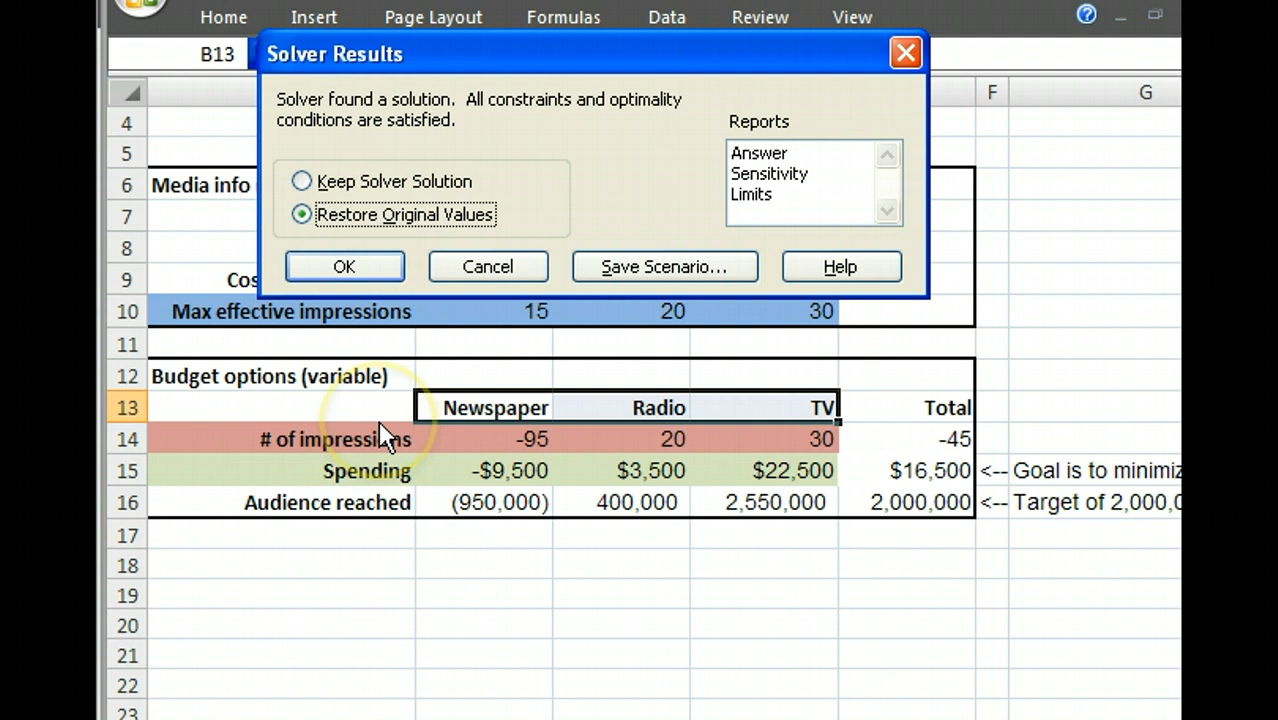 Home Insert Page Layout Formulas Data Review View
B13
Solver Results
Solver found a solution. All constraints and optimality
conditions are satisfied.
Reports
Answer
Sensitivity
Limits
Keep Solver Solution
Restore Original Values
OK Cancel Save Scenario... Help
F G
4
5
6 Media info
7
8
9 Cos
10 Max effective impressions 15 20 30
11
12 Budget options (variable)
13 Newspaper Radio TV Total
14 # of impressions -95 20 30 -45
15 Spending -$9,500 $3,500 $22,500 $16,500 <-- Goal is to minimiz
16 Audience reached (950,000) 400,000 2,550,000 2,000,000 <-- Target of 2,000,0
17
18
19
20
21
22
23